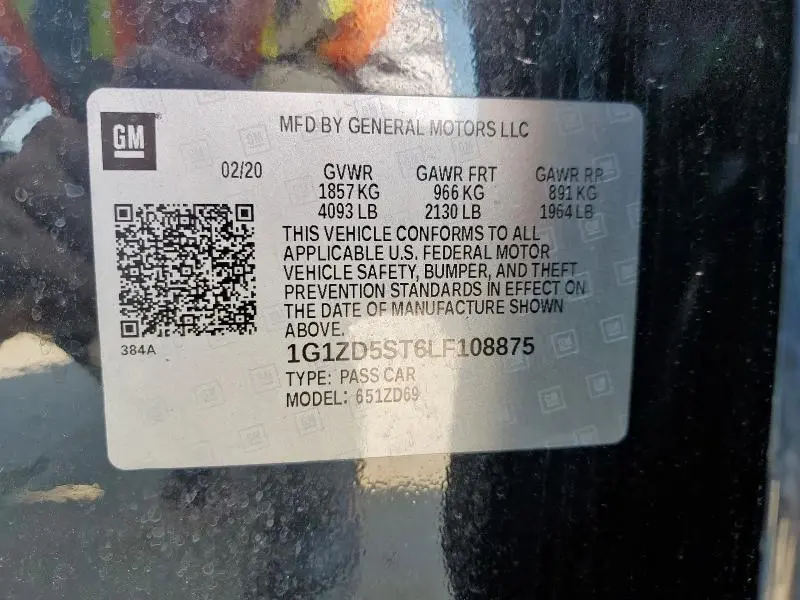 GM
MFD BY GENERAL MOTORS LLC
02/20
GVWR GAWR FRT GAWR RR
1857 KG 966 KG 891 KG
4093 LB 2130 LB 1964 LB
THIS VEHICLE CONFORMS TO ALL
APPLICABLE U.S. FEDERAL MOTOR
VEHICLE SAFETY, BUMPER, AND THEFT
PREVENTION STANDARDS IN EFFECT ON
THE DATE OF MANUFACTURE SHOWN
ABOVE.
384A
1G1ZD5ST6LF108875
TYPE: PASS CAR
MODEL: 651ZD69